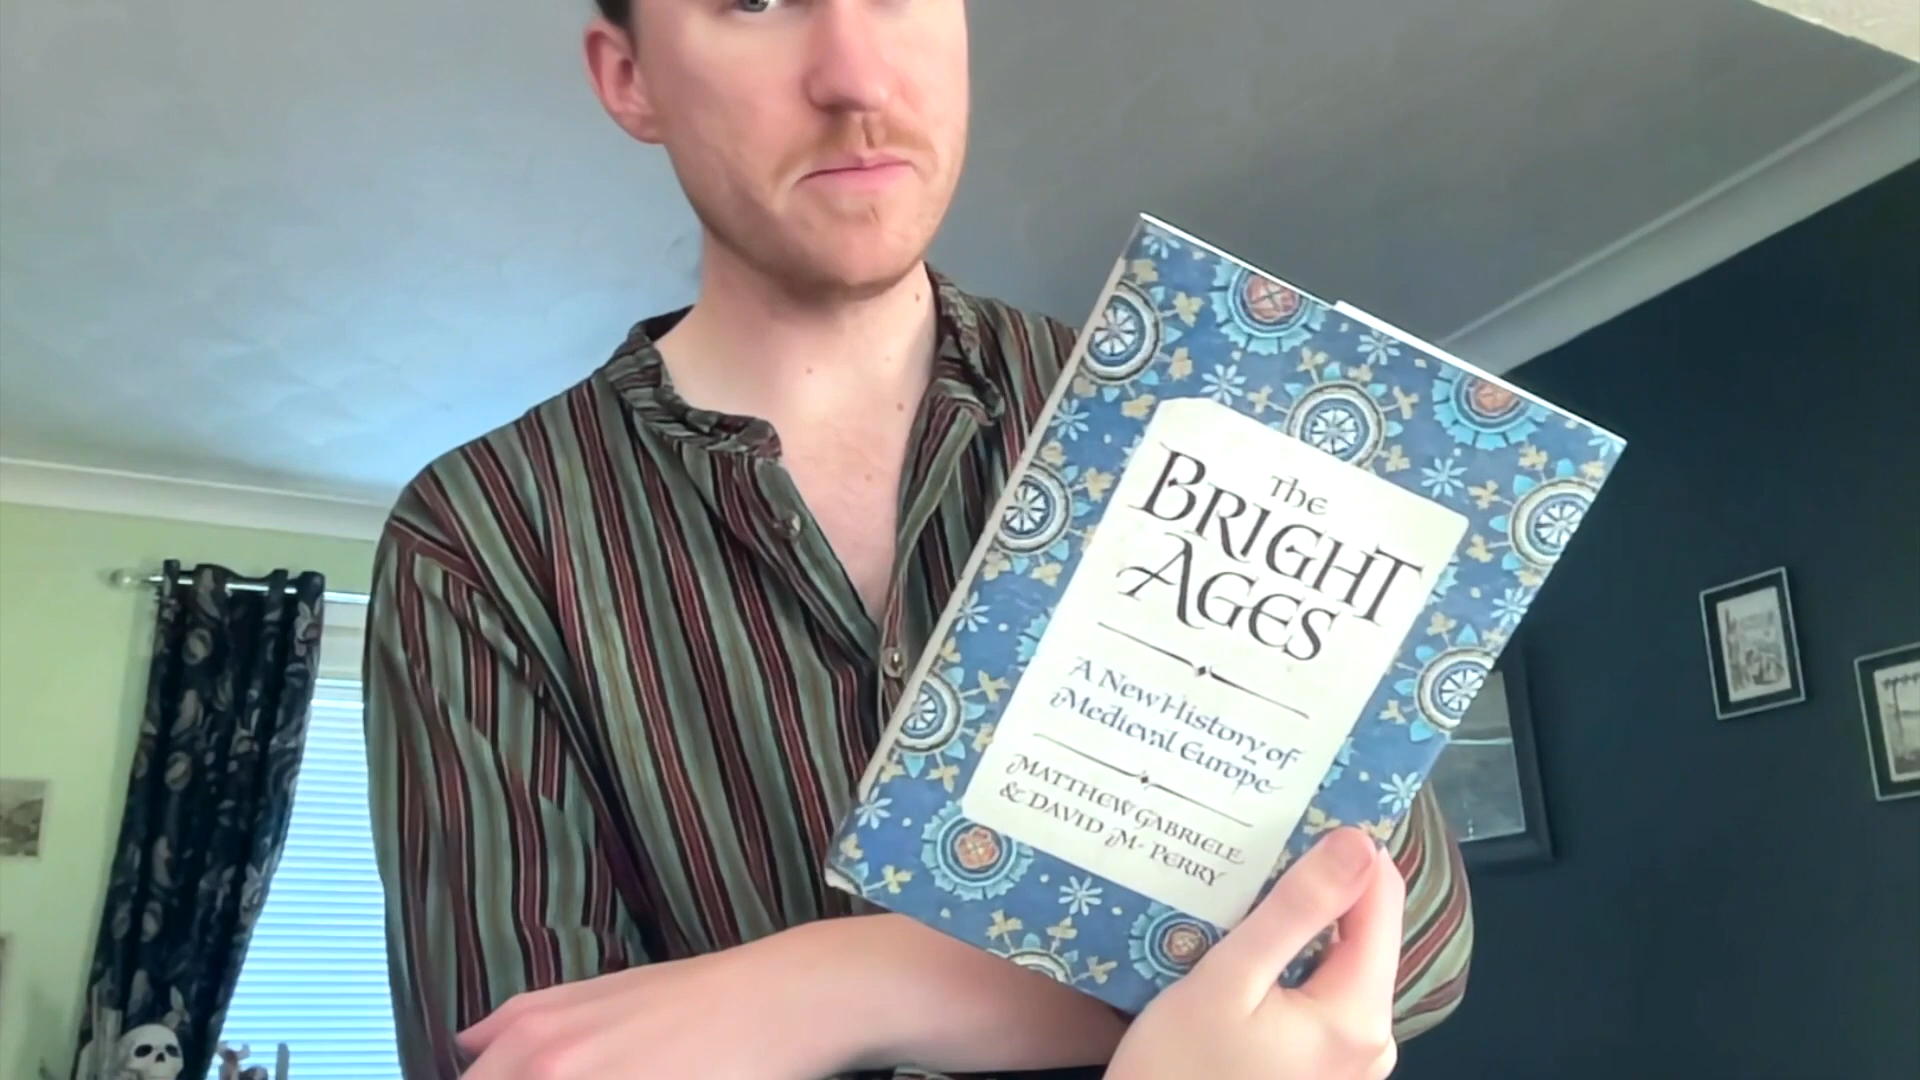 The
BRIGHT
AGES
A New History of
Medieval Europe
MATTHEW GABRIELE
& DAVID M. PERRY